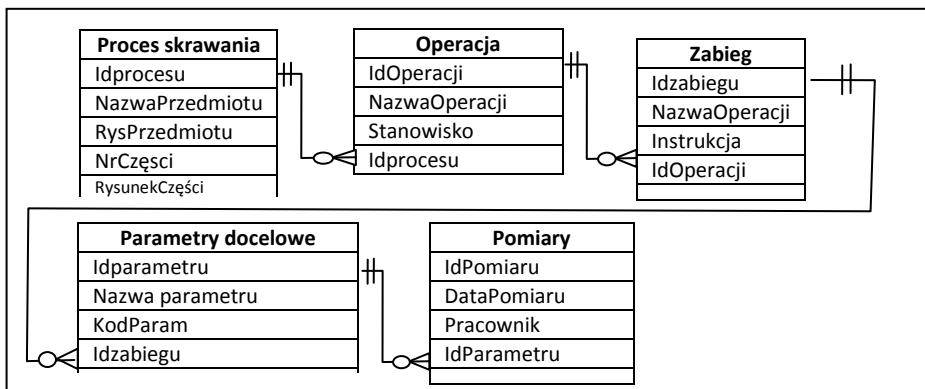 Proces skrawania
Idprocesu
NazwaPrzedmiotu
RysPrzedmiotu
NrCzęsci
RysunekCzęści
Operacja
IdOperacji
NazwaOperacji
Stanowisko
Idprocesu
Zabieg
Idzabiegu
NazwaOperacji
Instrukcja
IdOperacji
Parametry docelowe
Idparametru
Nazwa parametru
KodParam
Idzabiegu
Pomiary
IdPomiaru
DataPomiaru
Pracownik
IdParametru